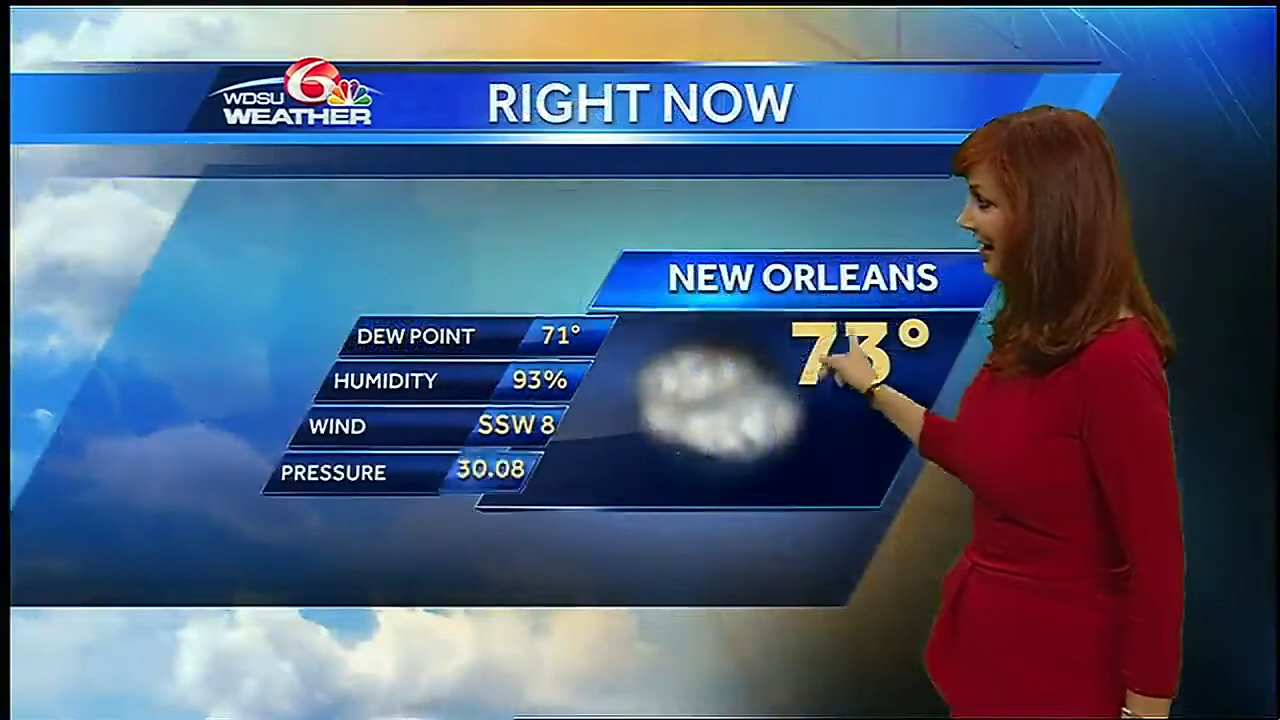 WDSU 6
WEATHER
RIGHT NOW
NEW ORLEANS
73°
DEW POINT 71°
HUMIDITY 93%
WIND SSW 8
PRESSURE 30.08